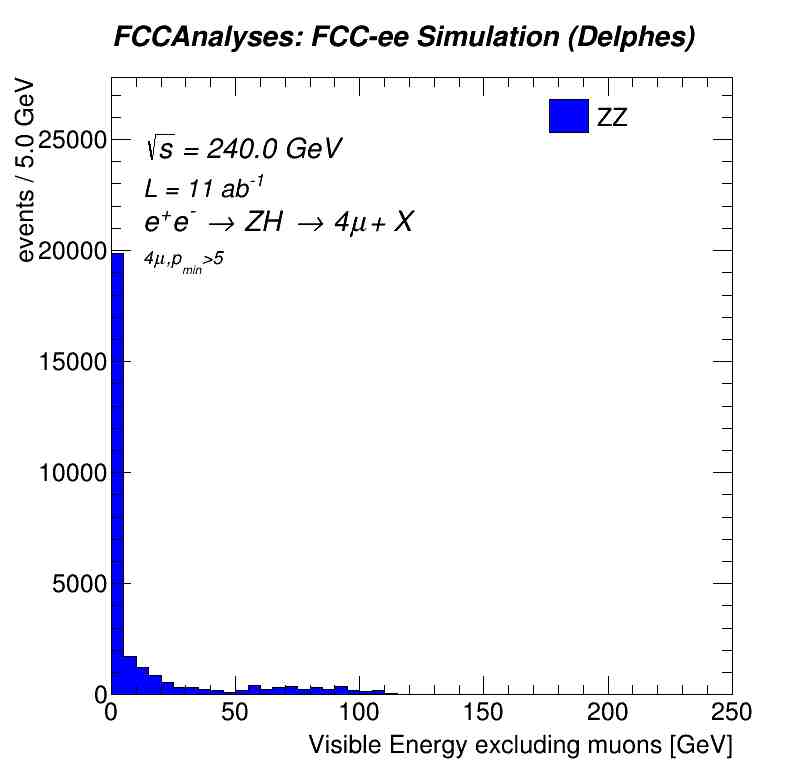 FCCAnalyses: FCC-ee Simulation (Delphes)
events / 5.0 GeV
ZZ
√s = 240.0 GeV
L = 11 ab⁻¹
e⁺e⁻ → ZH → 4μ + X
4μ,p_min>5
25000
20000
15000
10000
5000
0
0 50 100 150 200 250
Visible Energy excluding muons [GeV]